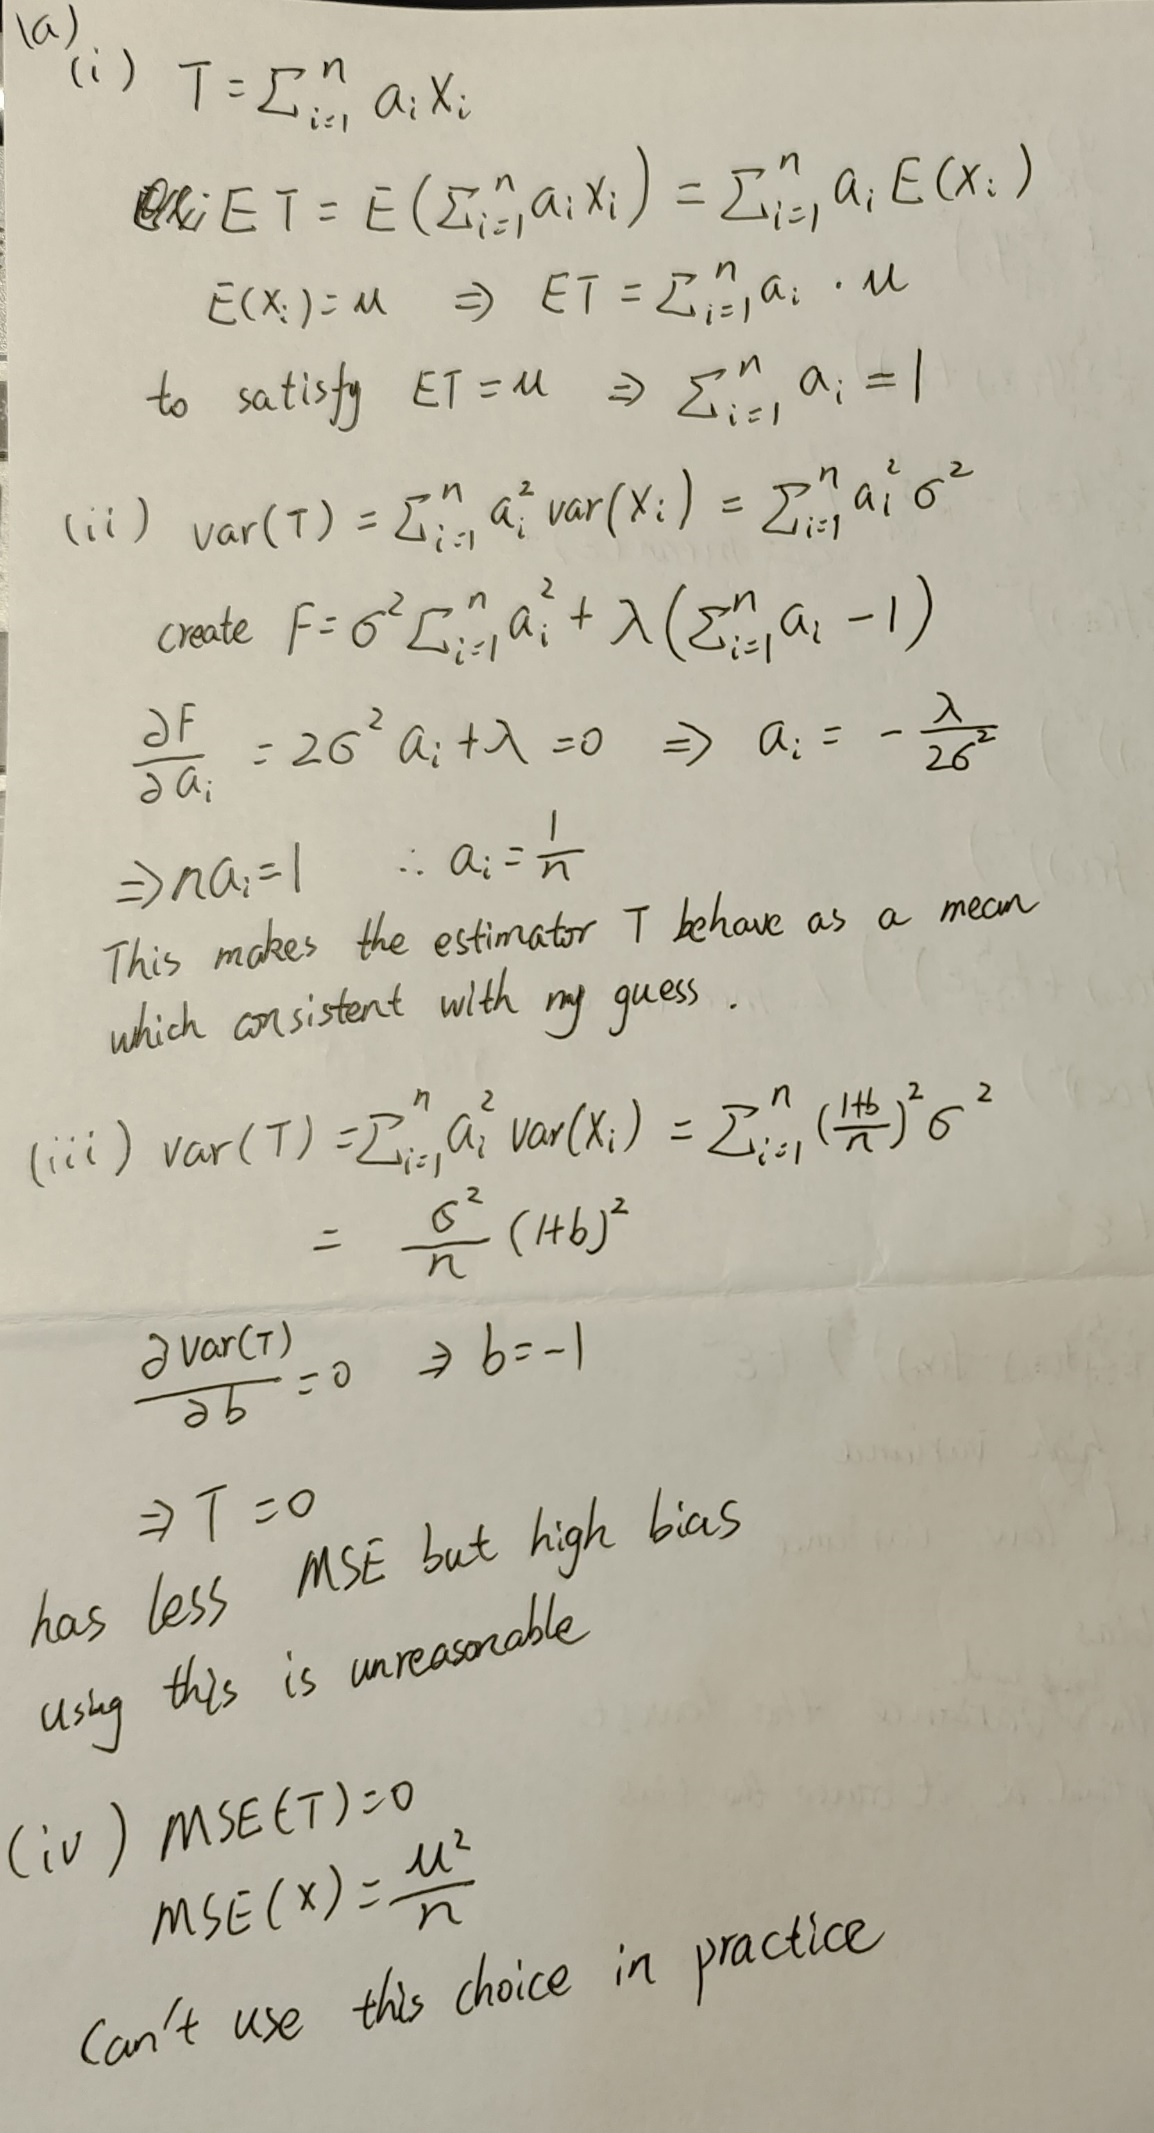 (a)
(i) T = Σⁿᵢ₌₁ aᵢ Xᵢ
ET = E(Σⁿᵢ₌₁ aᵢ Xᵢ) = Σⁿᵢ₌₁ aᵢ E(Xᵢ)
E(Xᵢ) = μ ⇒ ET = Σⁿᵢ₌₁ aᵢ · μ
to satisfy ET = μ ⇒ Σⁿᵢ₌₁ aᵢ = 1
(ii) var(T) = Σⁿᵢ₌₁ aᵢ² var(Xᵢ) = Σⁿᵢ₌₁ aᵢ² σ²
create F = σ² Σⁿᵢ₌₁ aᵢ² + λ(Σⁿᵢ₌₁ aᵢ − 1)
∂F/∂aᵢ = 2σ² aᵢ + λ = 0 ⇒ aᵢ = − λ/2σ²
⇒ naᵢ = 1 ∴ aᵢ = 1/n
This makes the estimator T behave as a mean
which consistent with my guess.
(iii) var(T) = Σⁿᵢ₌₁ aᵢ² var(Xᵢ) = Σⁿᵢ₌₁ ((1+b)/n)² σ²
= σ²/n (1+b)²
∂var(T)/∂b = 0 ⇒ b = −1
⇒ T = 0
has less MSE but high bias
using this is unreasonable
(iv) MSE(T) = 0
MSE(X) = μ²/n
Can't use this choice in practice